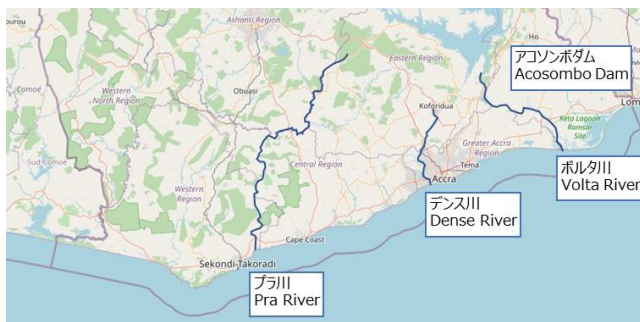 Ashanti Region
Eastern Region
アコソンボダム
Acosombo Dam
Comoé
Western North Region
Obuasi
Koforidua
Ho
Lom
Keta Lagoon Ramsar Site
Greater Accra Region
Sud-Comoé
Central Region
Tema
Western Region
Accra
ボルタ川
Volta River
デンス川
Dense River
Cape Coast
Sekondi-Takoradi
プラ川
Pra River